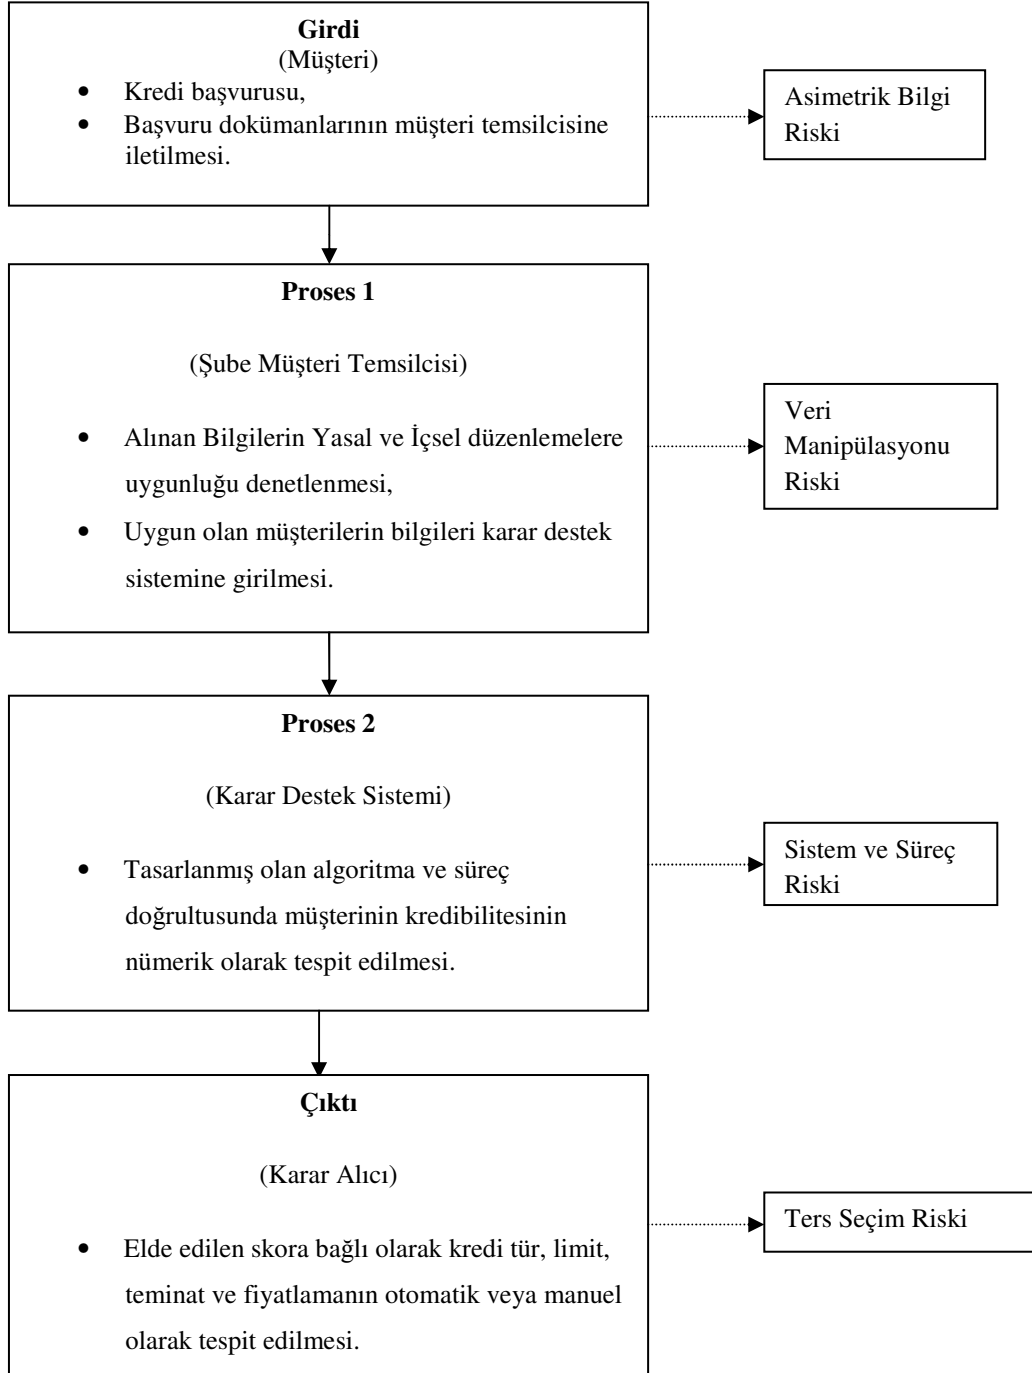 Girdi
(Müşteri)
• Kredi başvurusu,
• Başvuru dokümanlarının müşteri temsilcisine
iletilmesi.
Asimetrik Bilgi
Riski
Proses 1
(Şube Müşteri Temsilcisi)
• Alınan Bilgilerin Yasal ve İçsel düzenlemelere
uygunluğu denetlenmesi,
• Uygun olan müşterilerin bilgileri karar destek
sistemine girilmesi.
Veri
Manipülasyonu
Riski
Proses 2
(Karar Destek Sistemi)
• Tasarlanmış olan algoritma ve süreç
doğrultusunda müşterinin kredibilitesinin
nümerik olarak tespit edilmesi.
Sistem ve Süreç
Riski
Çıktı
(Karar Alıcı)
• Elde edilen skora bağlı olarak kredi tür, limit,
teminat ve fiyatlamanın otomatik veya manuel
olarak tespit edilmesi.
Ters Seçim Riski